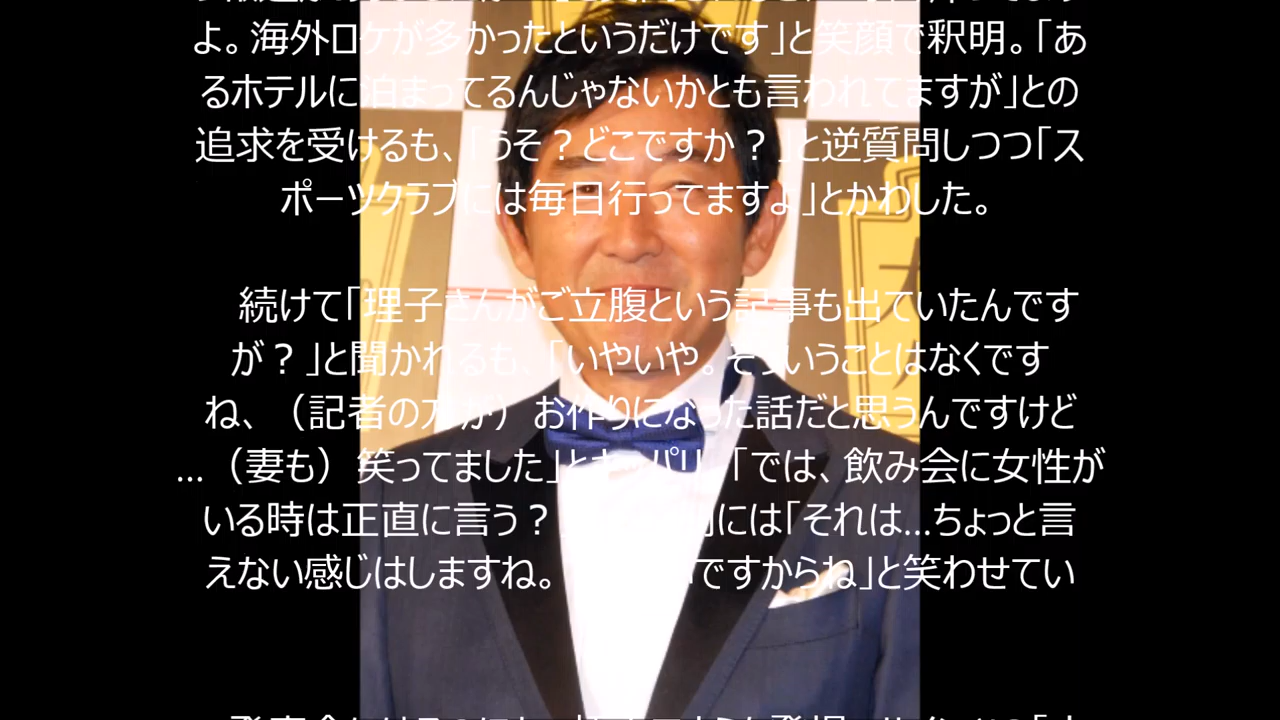 よ。海外ロケが多かったというだけです」と笑顔で釈明。「あ
るホテルに泊まってるんじゃないかとも言われてますが」との
追求を受けるも、「うそ？どこですか？」と逆質問しつつ「ス
ポーツクラブには毎日行ってますよ」とかわした。
続けて「理子さんがご立腹という記事も出ていたんです
が？」と聞かれるも、「いやいや。そういうことはなくです
ね、（記者の方が）お作りになった話だと思うんですけど
…（妻も）笑ってました」とキッパリ。「では、飲み会に女性が
いる時は正直に言う？ には「それは…ちょっと言
えない感じはしますね。 ですからね」と笑わせてい